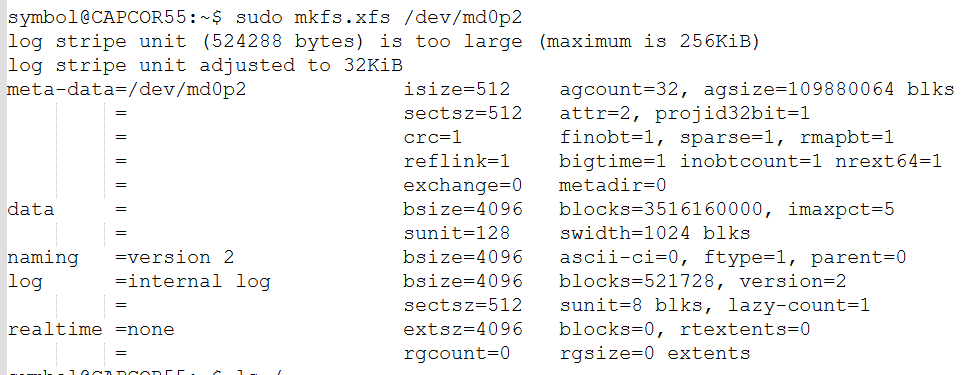 symbol@CAPCOR55:~$ sudo mkfs.xfs /dev/md0p2
log stripe unit (524288 bytes) is too large (maximum is 256KiB)
log stripe unit adjusted to 32KiB
meta-data=/dev/md0p2 isize=512 agcount=32, agsize=109880064 blks
= sectsz=512 attr=2, projid32bit=1
= crc=1 finobt=1, sparse=1, rmapbt=1
= reflink=1 bigtime=1 inobtcount=1 nrext64=1
= exchange=0 metadir=0
data = bsize=4096 blocks=3516160000, imaxpct=5
= sunit=128 swidth=1024 blks
naming =version 2 bsize=4096 ascii-ci=0, ftype=1, parent=0
log =internal log bsize=4096 blocks=521728, version=2
= sectsz=512 sunit=8 blks, lazy-count=1
realtime =none extsz=4096 blocks=0, rtextents=0
= rgcount=0 rgsize=0 extents